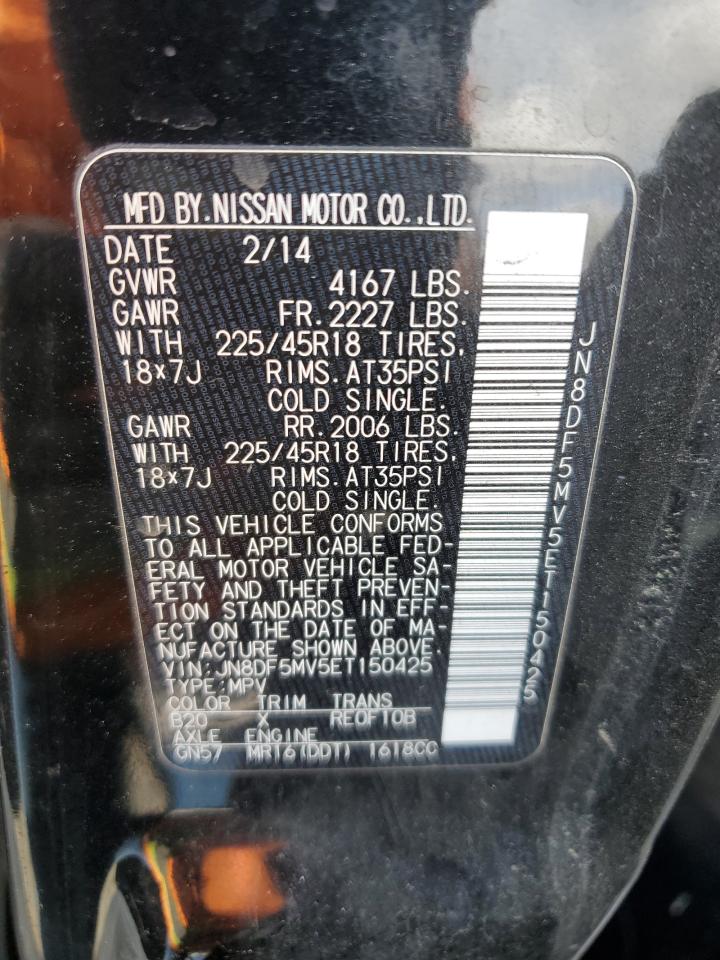 MFD BY.NISSAN MOTOR CO.,LTD.
DATE 2/14
GVWR 4167 LBS.
GAWR FR.2227 LBS.
WITH 225/45R18 TIRES,
18×7J RIMS.AT35PSI
COLD SINGLE.
GAWR RR.2006 LBS.
WITH 225/45R18 TIRES,
18×7J RIMS.AT35PSI
COLD SINGLE.
THIS VEHICLE CONFORMS
TO ALL APPLICABLE FED-
ERAL MOTOR VEHICLE SA-
FETY AND THEFT PREVEN-
TION STANDARDS IN EFF-
ECT ON THE DATE OF MA-
NUFACTURE SHOWN ABOVE.
VIN:JN8DF5MV5ET150425
TYPE:MPV
COLOR TRIM TRANS
B20 X RE0F10B
AXLE ENGINE
GN57 MR16(DDT) 1618CC
JN8DF5MV5ET150425